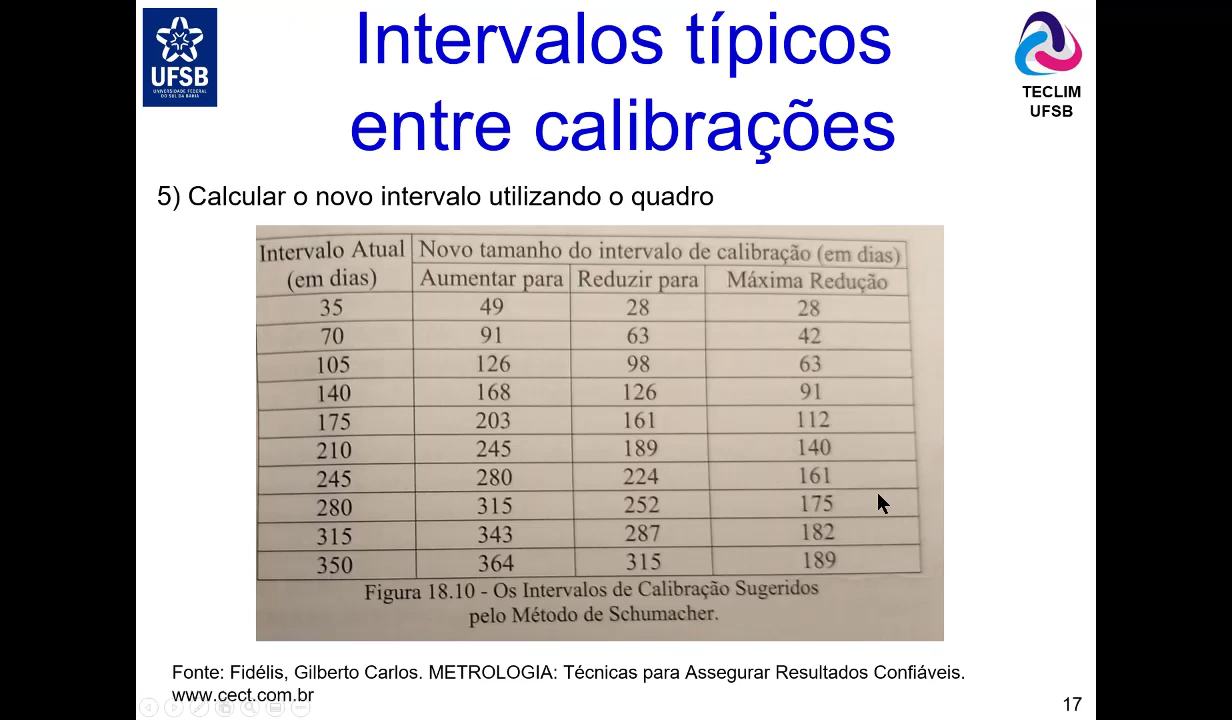 Intervalos típicos
entre calibrações
UFSB
UNIVERSIDADE FEDERAL
DO SUL DA BAHIA
TECLIM
UFSB
5) Calcular o novo intervalo utilizando o quadro
Intervalo Atual (em dias) Novo tamanho do intervalo de calibração (em dias)
Aumentar para Reduzir para Máxima Redução
35 49 28 28
70 91 63 42
105 126 98 63
140 168 126 91
175 203 161 112
210 245 189 140
245 280 224 161
280 315 252 175
315 343 287 182
350 364 315 189
Figura 18.10 - Os Intervalos de Calibração Sugeridos
pelo Método de Schumacher.
Fonte: Fidélis, Gilberto Carlos. METROLOGIA: Técnicas para Assegurar Resultados Confiáveis.
www.cect.com.br
17